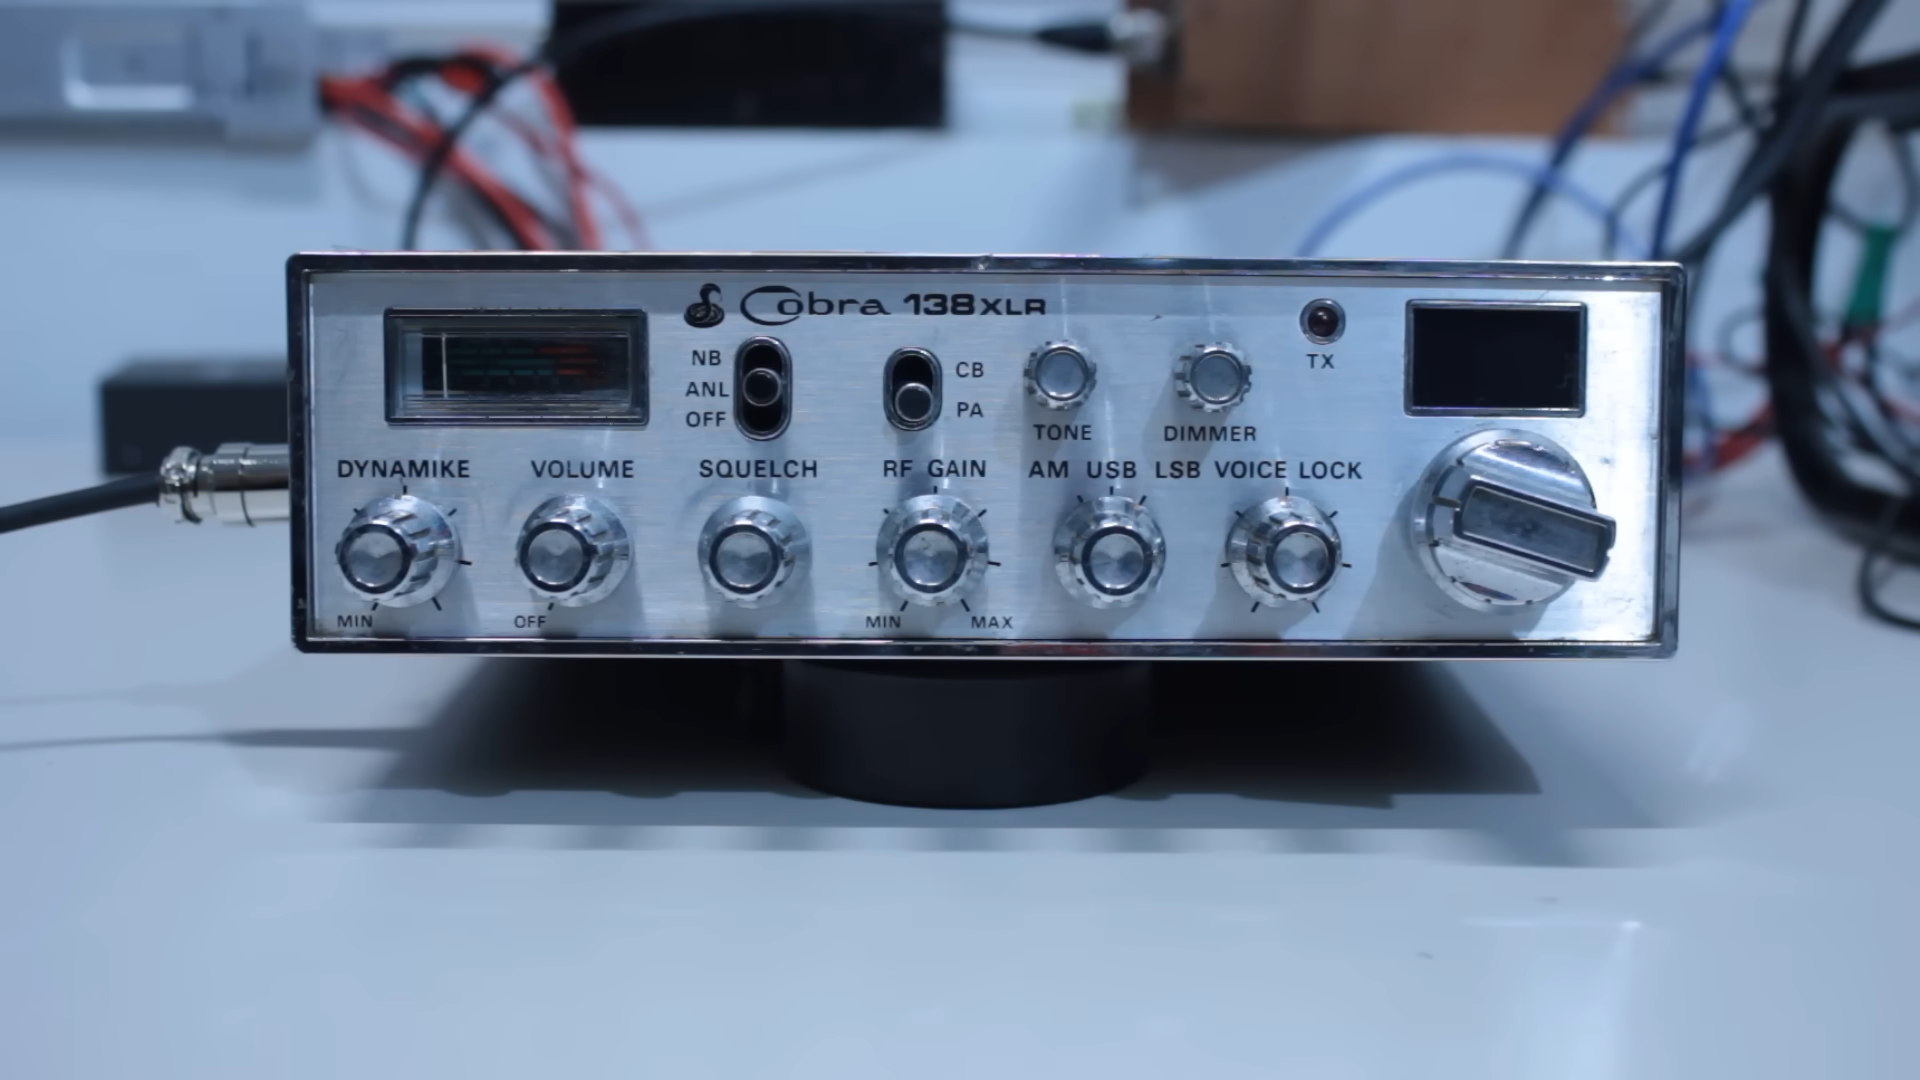 Cobra 138XLR
NB
ANL
OFF
CB
PA
TONE
DIMMER
TX
DYNAMIKE VOLUME SQUELCH RF GAIN AM USB LSB VOICE LOCK
MIN OFF MIN MAX